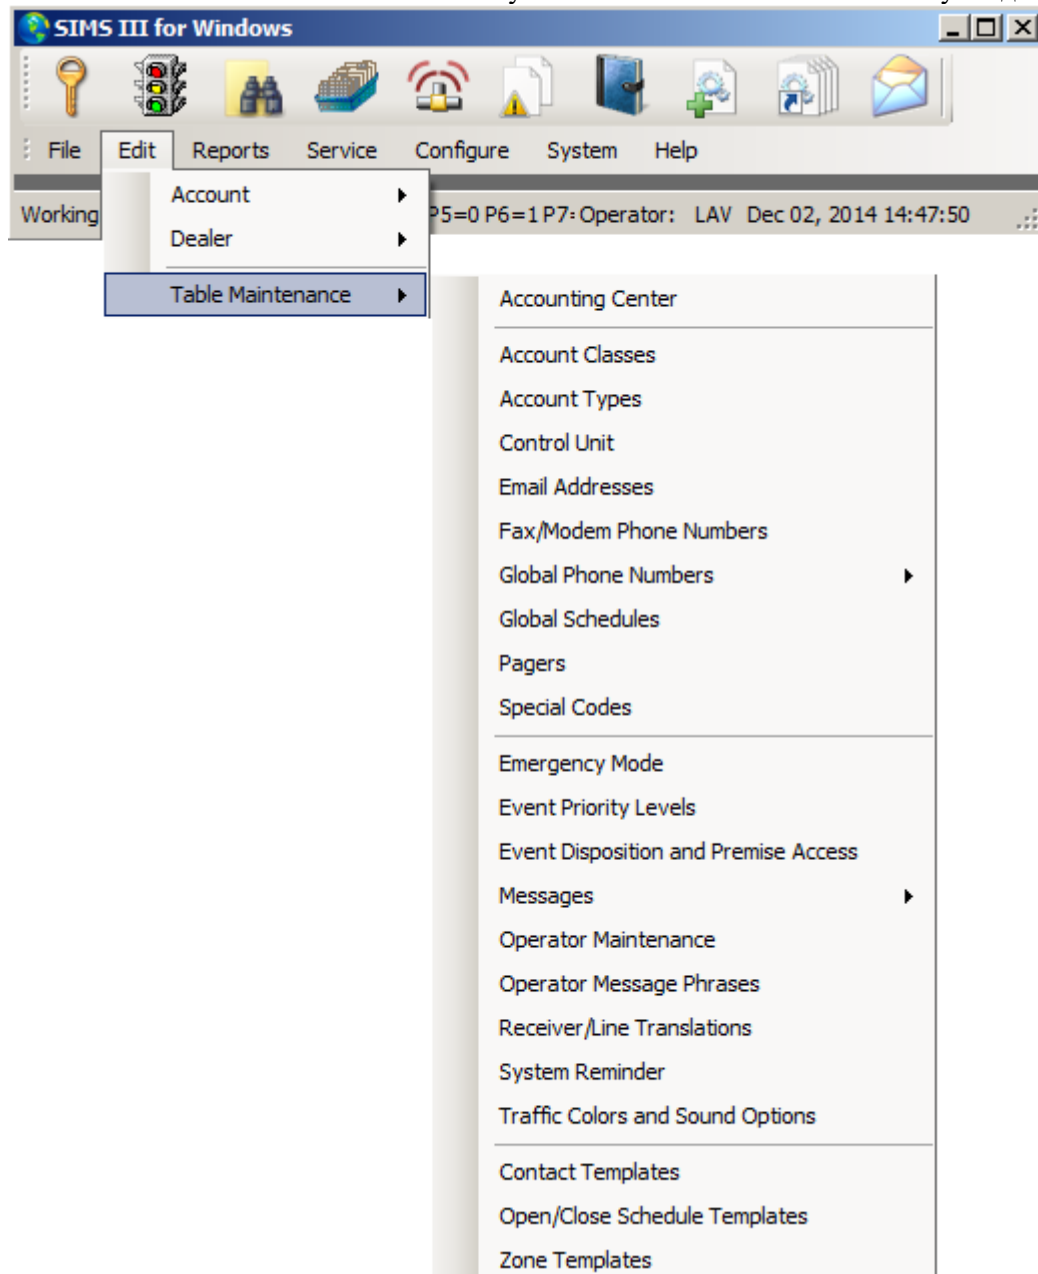 SIMS III for Windows
File Edit Reports Service Configure System Help
Account
Working P5=0 P6=1 P7: Operator: LAV Dec 02, 2014 14:47:50
Dealer
Table Maintenance
Accounting Center
Account Classes
Account Types
Control Unit
Email Addresses
Fax/Modem Phone Numbers
Global Phone Numbers
Global Schedules
Pagers
Special Codes
Emergency Mode
Event Priority Levels
Event Disposition and Premise Access
Messages
Operator Maintenance
Operator Message Phrases
Receiver/Line Translations
System Reminder
Traffic Colors and Sound Options
Contact Templates
Open/Close Schedule Templates
Zone Templates